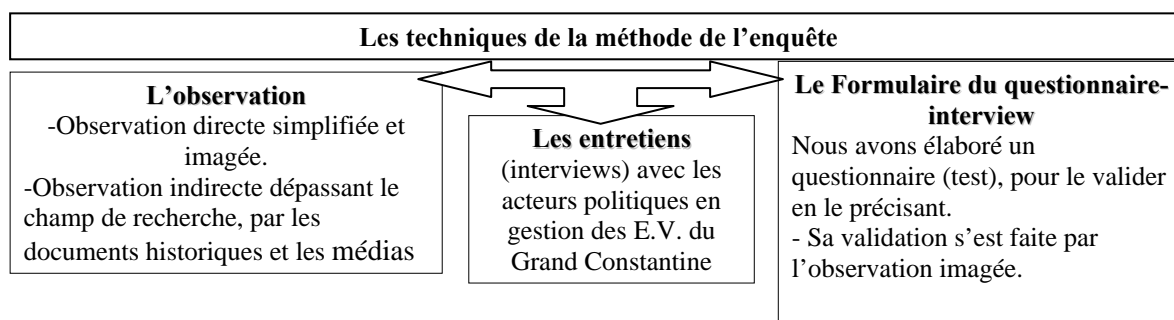 Les techniques de la méthode de l’enquête
L’observation
-Observation directe simplifiée et
imagée.
-Observation indirecte dépassant le
champ de recherche, par les
documents historiques et les médias
Les entretiens
(interviews) avec les
acteurs politiques en
gestion des E.V. du
Grand Constantine
Le Formulaire du questionnaire-
interview
Nous avons élaboré un
questionnaire (test), pour le valider
en le précisant.
- Sa validation s’est faite par
l’observation imagée.